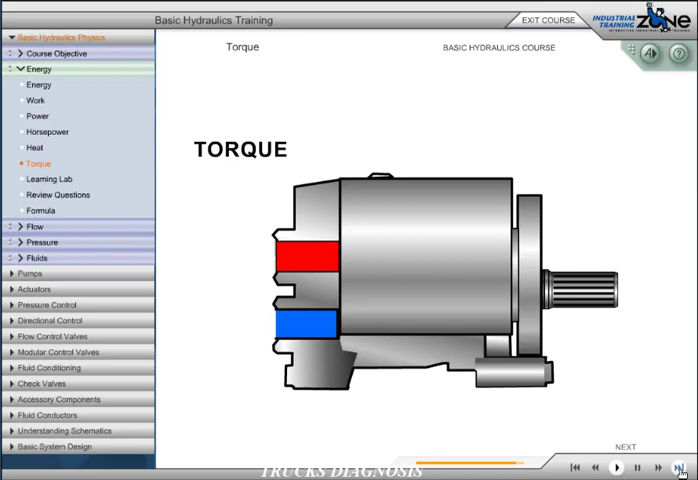 Basic Hydraulics Training
EXIT COURSE
INDUSTRIAL
TRAINING
ZONE
INTERACTIVE INDUSTRIAL TRAINING
Basic Hydraulics Physics
Course Objective
Energy
Energy
Work
Power
Horsepower
Heat
Torque
Learning Lab
Review Questions
Formula
Flow
Pressure
Fluids
Pumps
Actuators
Pressure Control
Directional Control
Flow Control Valves
Modular Control Valves
Fluid Conditioning
Check Valves
Accessory Components
Fluid Conductors
Understanding Schematics
Basic System Design
Torque
BASIC HYDRAULICS COURSE
A
?
TORQUE
NEXT
TRUCKS DIAGNOSIS